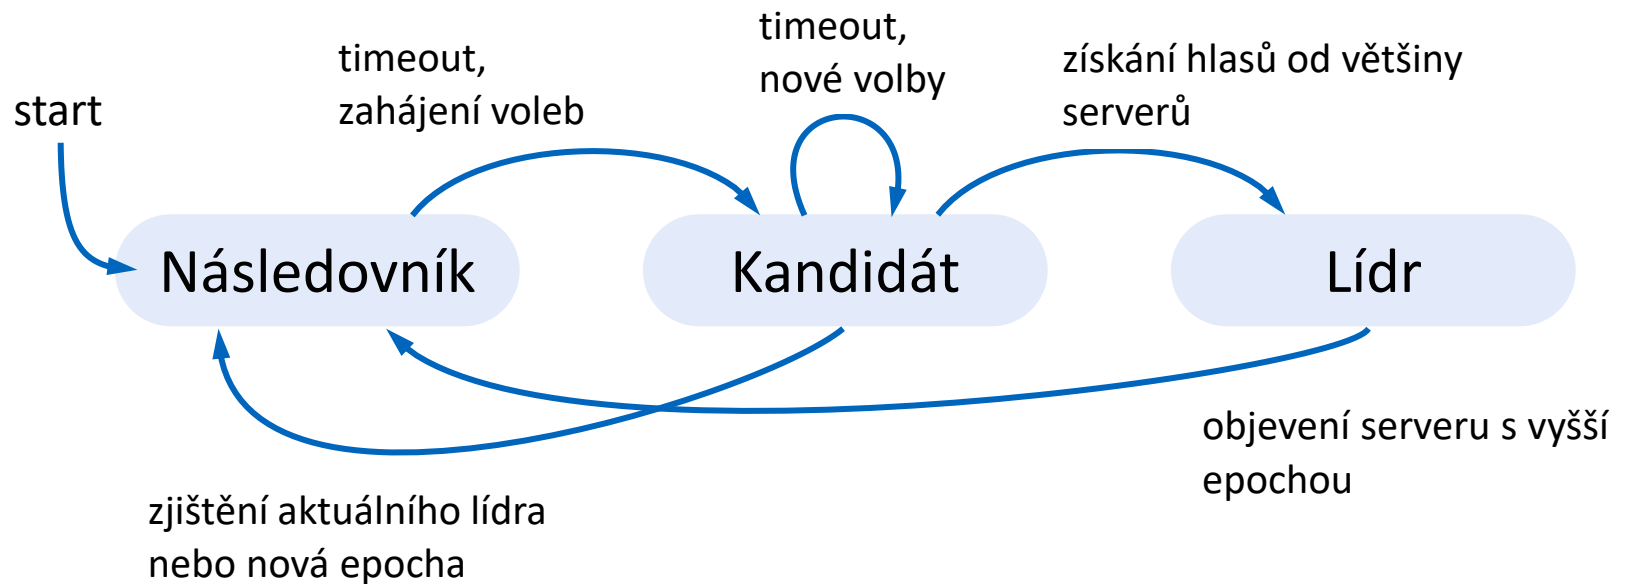 start
timeout,
zahájení voleb
timeout,
nové volby
získání hlasů od většiny
serverů
Následovník
Kandidát
Lídr
objevení serveru s vyšší
epochou
zjištění aktuálního lídra
nebo nová epocha